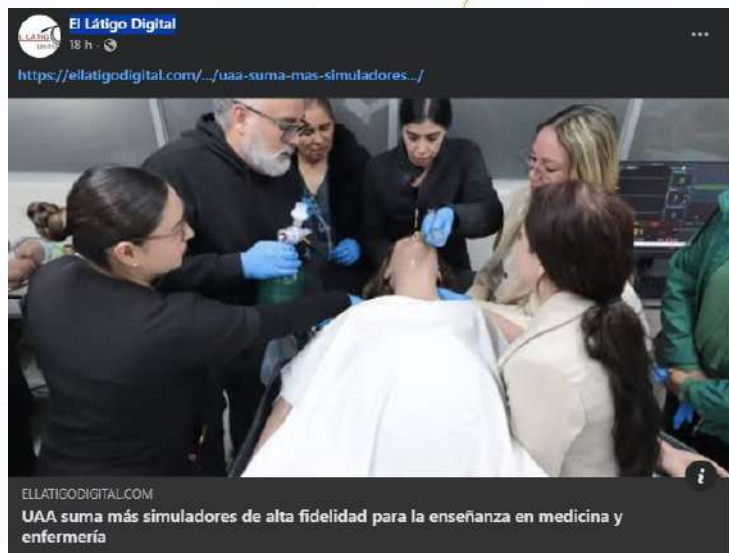 El Látigo Digital
18 h
https://ellatigodigital.com/.../uaa-suma-mas-simuladores.../
ELLATIGODIGITAL.COM
UAA suma más simuladores de alta fidelidad para la enseñanza en medicina y
enfermería